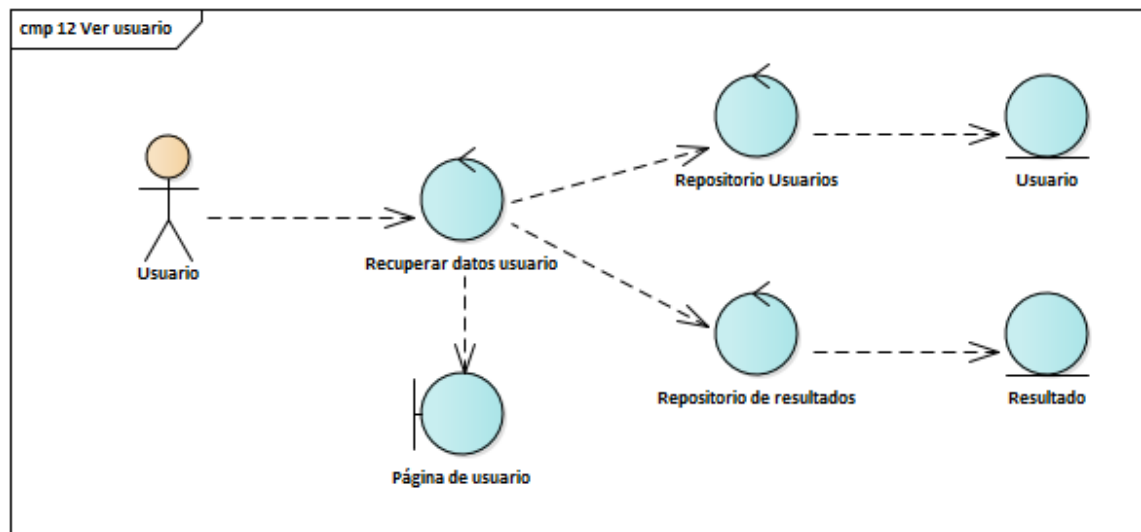 cmp 12 Ver usuario
Usuario
Recuperar datos usuario
Repositorio Usuarios
Usuario
Repositorio de resultados
Resultado
Página de usuario